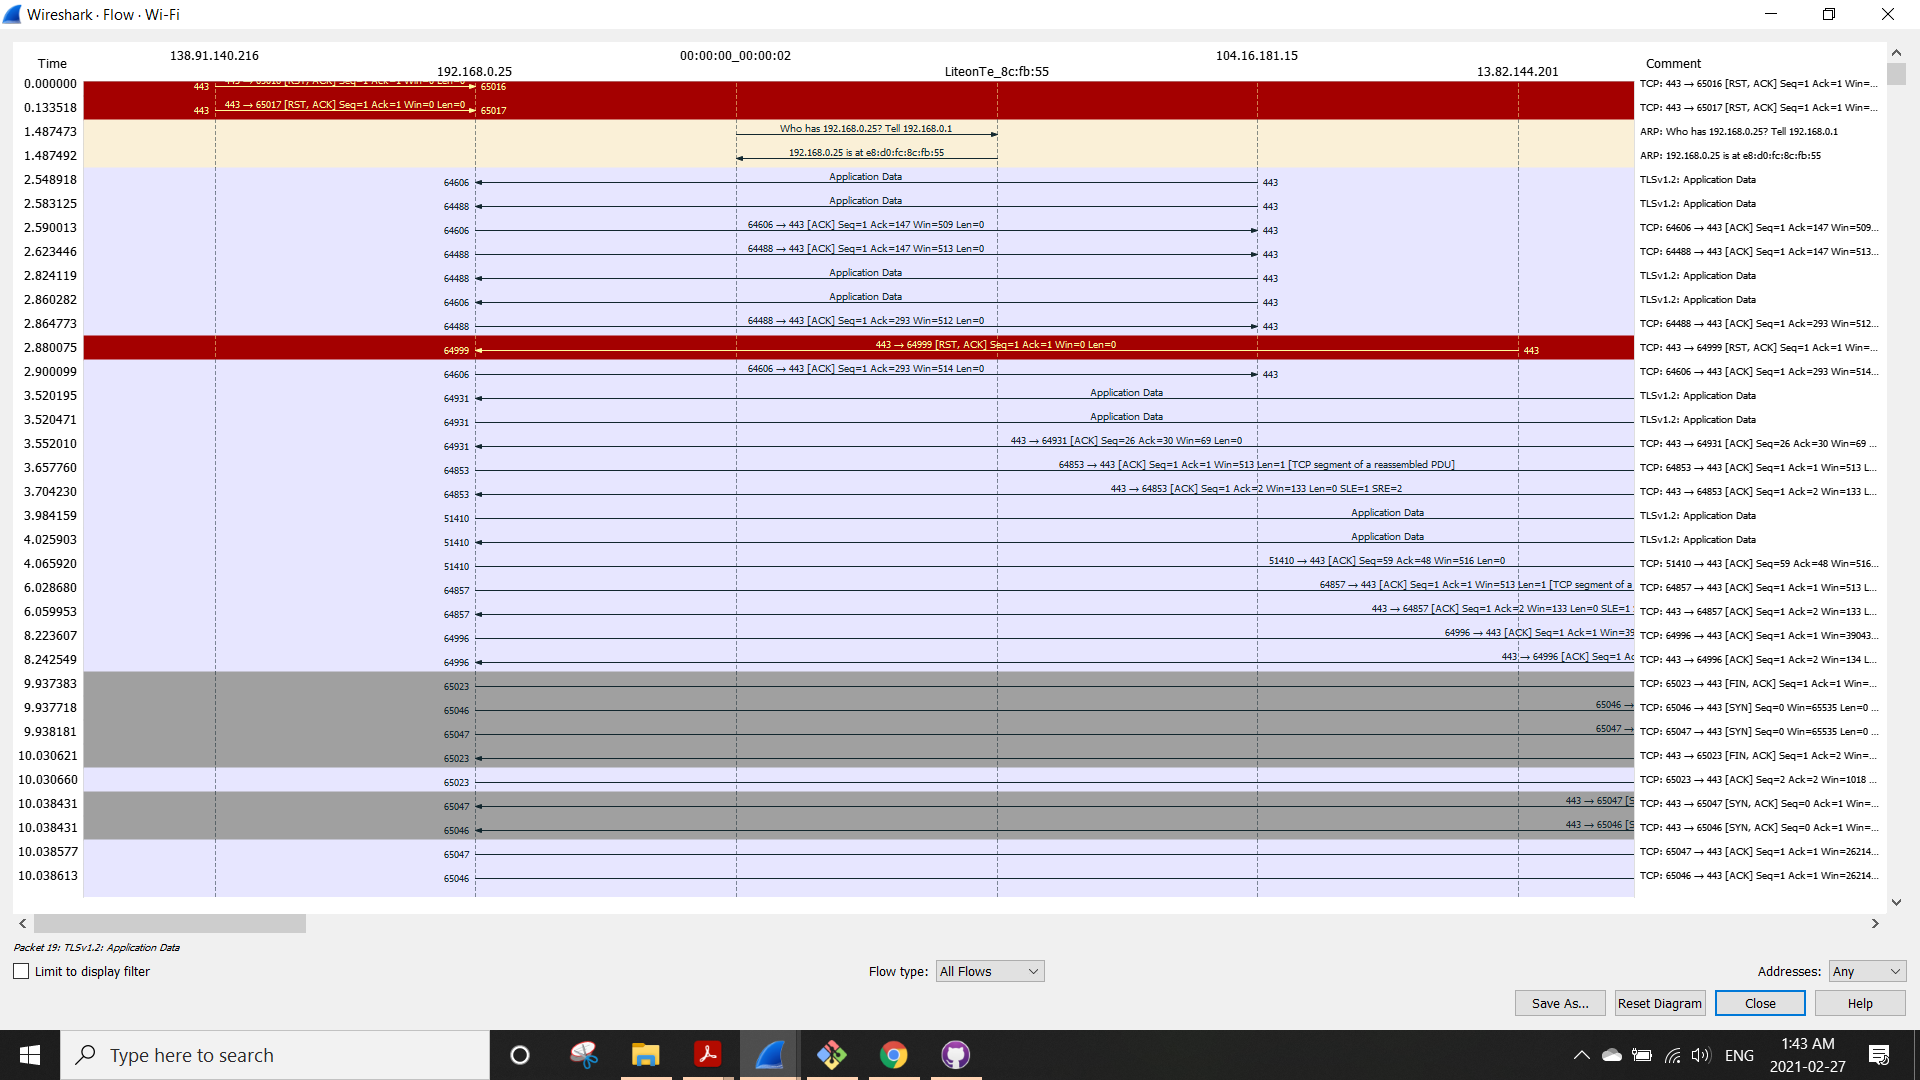 Wireshark · Flow · Wi-Fi
138.91.140.216 00:00:00_00:00:02 104.16.181.15
Time 192.168.0.25 LiteonTe_8c:fb:55 13.82.144.201 Comment
0.000000 443 443 → 65016 [RST, ACK] Seq=1 Ack=1 Win=0 Len=0 65016 TCP: 443 → 65016 [RST, ACK] Seq=1 Ack=1 Win=...
0.133518 443 443 → 65017 [RST, ACK] Seq=1 Ack=1 Win=0 Len=0 65017 TCP: 443 → 65017 [RST, ACK] Seq=1 Ack=1 Win=...
1.487473 Who has 192.168.0.25? Tell 192.168.0.1 ARP: Who has 192.168.0.25? Tell 192.168.0.1
1.487492 192.168.0.25 is at e8:d0:fc:8c:fb:55 ARP: 192.168.0.25 is at e8:d0:fc:8c:fb:55
2.548918 64606 Application Data 443 TLSv1.2: Application Data
2.583125 64488 Application Data 443 TLSv1.2: Application Data
2.590013 64606 64606 → 443 [ACK] Seq=1 Ack=147 Win=509 Len=0 443 TCP: 64606 → 443 [ACK] Seq=1 Ack=147 Win=509...
2.623446 64488 64488 → 443 [ACK] Seq=1 Ack=147 Win=513 Len=0 443 TCP: 64488 → 443 [ACK] Seq=1 Ack=147 Win=513...
2.824119 64488 Application Data 443 TLSv1.2: Application Data
2.860282 64606 Application Data 443 TLSv1.2: Application Data
2.864773 64488 64488 → 443 [ACK] Seq=1 Ack=293 Win=512 Len=0 443 TCP: 64488 → 443 [ACK] Seq=1 Ack=293 Win=512...
2.880075 64999 443 → 64999 [RST, ACK] Seq=1 Ack=1 Win=0 Len=0 443 TCP: 443 → 64999 [RST, ACK] Seq=1 Ack=1 Win=...
2.900099 64606 64606 → 443 [ACK] Seq=1 Ack=293 Win=514 Len=0 443 TCP: 64606 → 443 [ACK] Seq=1 Ack=293 Win=514...
3.520195 64931 Application Data TLSv1.2: Application Data
3.520471 64931 Application Data TLSv1.2: Application Data
3.552010 64931 443 → 64931 [ACK] Seq=26 Ack=30 Win=69 Len=0 TCP: 443 → 64931 [ACK] Seq=26 Ack=30 Win=69 ...
3.657760 64853 64853 → 443 [ACK] Seq=1 Ack=1 Win=513 Len=1 [TCP segment of a reassembled PDU] TCP: 64853 → 443 [ACK] Seq=1 Ack=1 Win=513 L...
3.704230 64853 443 → 64853 [ACK] Seq=1 Ack=2 Win=133 Len=0 SLE=1 SRE=2 TCP: 443 → 64853 [ACK] Seq=1 Ack=2 Win=133 L...
3.984159 51410 Application Data TLSv1.2: Application Data
4.025903 51410 Application Data TLSv1.2: Application Data
4.065920 51410 51410 → 443 [ACK] Seq=59 Ack=48 Win=516 Len=0 TCP: 51410 → 443 [ACK] Seq=59 Ack=48 Win=516...
6.028680 64857 64857 → 443 [ACK] Seq=1 Ack=1 Win=513 Len=1 [TCP segment of a TCP: 64857 → 443 [ACK] Seq=1 Ack=1 Win=513 L...
6.059953 64857 443 → 64857 [ACK] Seq=1 Ack=2 Win=133 Len=0 SLE=1 TCP: 443 → 64857 [ACK] Seq=1 Ack=2 Win=133 L...
8.223607 64996 64996 → 443 [ACK] Seq=1 Ack=1 Win=39 TCP: 64996 → 443 [ACK] Seq=1 Ack=1 Win=39043...
8.242549 64996 443 → 64996 [ACK] Seq=1 Ac TCP: 443 → 64996 [ACK] Seq=1 Ack=2 Win=134 L...
9.937383 65023 TCP: 65023 → 443 [FIN, ACK] Seq=1 Ack=1 Win=...
9.937718 65046 65046 → TCP: 65046 → 443 [SYN] Seq=0 Win=65535 Len=0 ...
9.938181 65047 65047 → TCP: 65047 → 443 [SYN] Seq=0 Win=65535 Len=0 ...
10.030621 65023 TCP: 443 → 65023 [FIN, ACK] Seq=1 Ack=2 Win=...
10.030660 65023 TCP: 65023 → 443 [ACK] Seq=2 Ack=2 Win=1018 ...
10.038431 65047 443 → 65047 [S TCP: 443 → 65047 [SYN, ACK] Seq=0 Ack=1 Win=...
10.038431 65046 443 → 65046 [S TCP: 443 → 65046 [SYN, ACK] Seq=0 Ack=1 Win=...
10.038577 65047 TCP: 65047 → 443 [ACK] Seq=1 Ack=1 Win=26214...
10.038613 65046 TCP: 65046 → 443 [ACK] Seq=1 Ack=1 Win=26214...
Packet 19: TLSv1.2: Application Data
Limit to display filter Flow type: All Flows Addresses: Any
Save As... Reset Diagram Close Help
Type here to search ENG 1:43 AM
2021-02-27